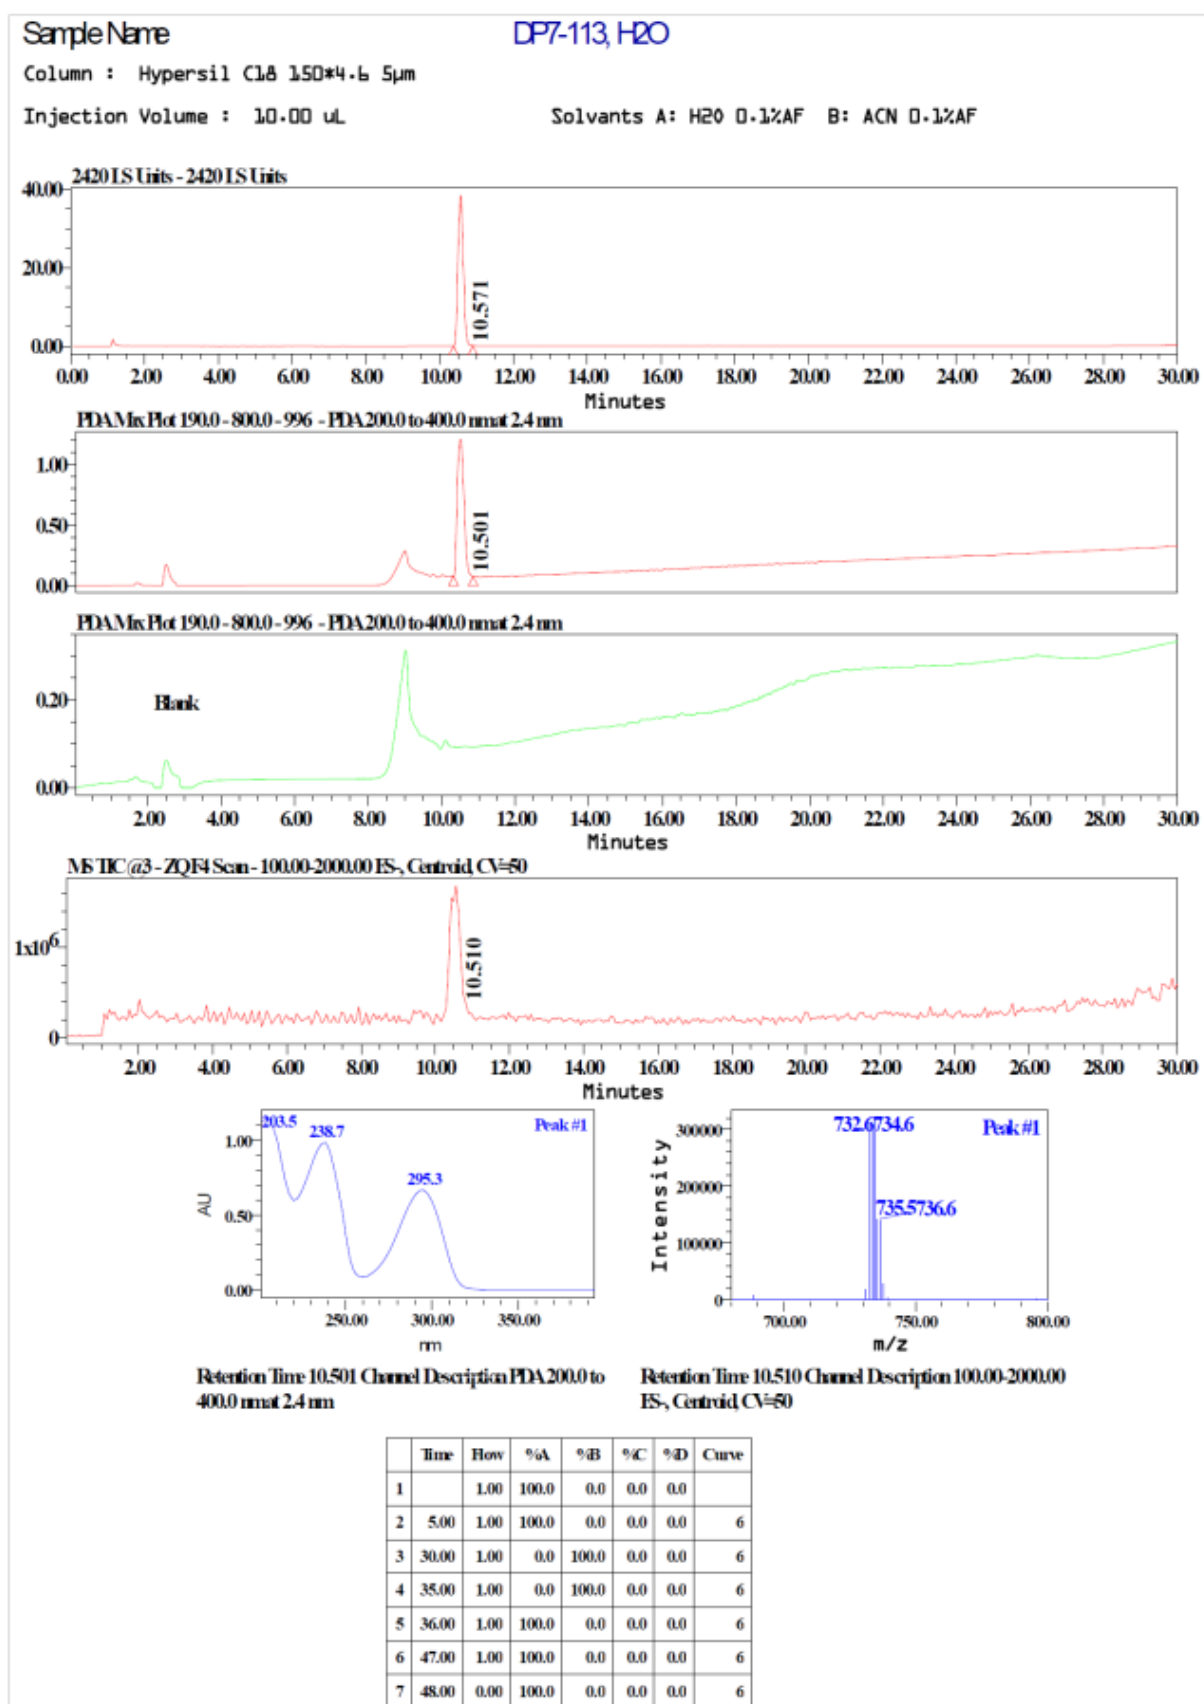 Sample Name DP7-113, H2O
Column : Hypersil C18 150*4.6 5µm
Injection Volume : 10.00 uL Solvants A: H2O 0.1%AF B: ACN 0.1%AF
2420 LS Units - 2420 LS Units
40.00
20.00
0.00
10.571
0.00 2.00 4.00 6.00 8.00 10.00 12.00 14.00 16.00 18.00 20.00 22.00 24.00 26.00 28.00 30.00
Minutes
PDA Mx Plot 190.0 - 800.0 - 996 - PDA 200.0 to 400.0 nm at 2.4 nm
1.00
0.50
0.00
10.501
PDA Mx Plot 190.0 - 800.0 - 996 - PDA 200.0 to 400.0 nm at 2.4 nm
0.20
Blank
0.00
2.00 4.00 6.00 8.00 10.00 12.00 14.00 16.00 18.00 20.00 22.00 24.00 26.00 28.00 30.00
Minutes
MS TIC @3 - ZQF4 Scan - 100.00-2000.00 ES-, Centroid, CV=50
1x10^6
0
10.510
2.00 4.00 6.00 8.00 10.00 12.00 14.00 16.00 18.00 20.00 22.00 24.00 26.00 28.00 30.00
Minutes
AU
1.00
0.50
0.00
203.5 238.7 295.3
Peak #1
250.00 300.00 350.00
nm
Retention Time 10.501 Channel Description PDA 200.0 to
400.0 nm at 2.4 nm
Intensity
300000
200000
100000
0
732.6 734.6
735.5 736.6
Peak #1
700.00 750.00 800.00
m/z
Retention Time 10.510 Channel Description 100.00-2000.00
ES-, Centroid, CV=50
Time Flow %A %B %C %D Curve
1 1.00 100.0 0.0 0.0 0.0
2 5.00 1.00 100.0 0.0 0.0 0.0 6
3 30.00 1.00 0.0 100.0 0.0 0.0 6
4 35.00 1.00 0.0 100.0 0.0 0.0 6
5 36.00 1.00 100.0 0.0 0.0 0.0 6
6 47.00 1.00 100.0 0.0 0.0 0.0 6
7 48.00 0.00 100.0 0.0 0.0 0.0 6